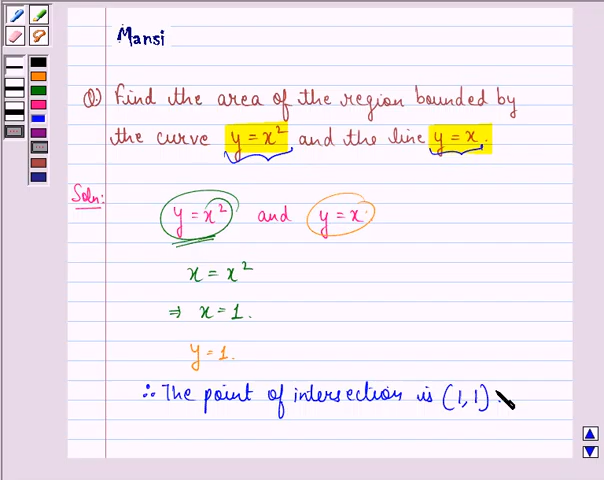 Mansi
Q) Find the area of the region bounded by
the curve y = x² and the line y = x.
Soln:
y = x² and y = x
x = x²
⇒ x = 1.
y = 1.
∴ The point of intersection is (1, 1).